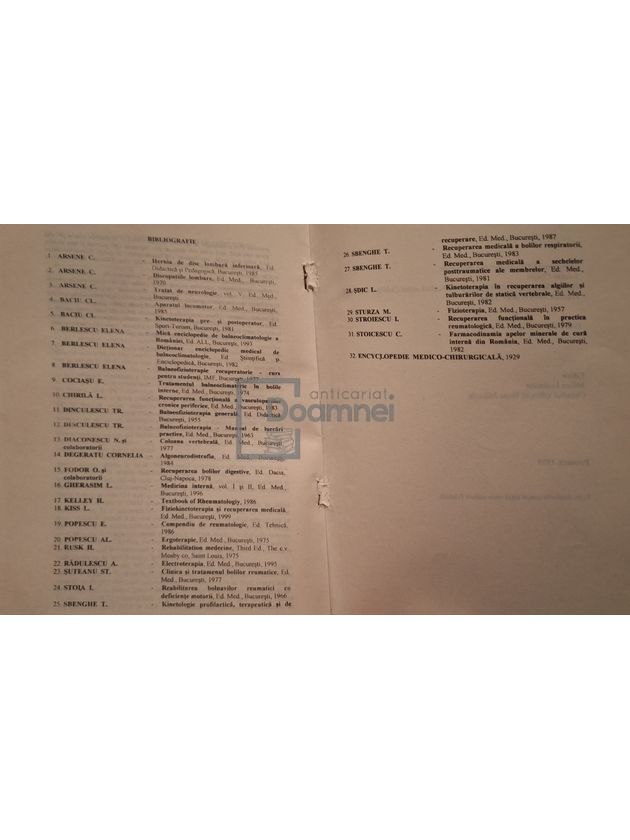 BIBLIOGRAFIE
1. ARSENE C. - Hernia de disc lombară inferioară, Ed. Didactică și Pedagogică, București, 1985
2. ARSENE C. - Discopatiile lombare, Ed. Med., București, 1970
3. ARSENE C. - Tratat de neurologie, vol. V, Ed. Med., București
4. BACIU CL. - Aparatul locomotor, Ed. Med., București,
5. BACIU CL. - Kinetoterapia pre și postoperator, Ed. Sport-Turism, București, 1981
6. BERLESCU ELENA - Mică enciclopedie de balneoclimatologie a României, Ed. ALL, București,
7. BERLESCU ELENA - Dicționar enciclopedic medical de balneoclimatologie, Ed. Științifică și Enciclopedică, București, 1982
8. BERLESCU ELENA - Balneofizioterapie recuperatorie - curs pentru studenți, IMF, București,
9. COCIAȘU E. - Tratamentul balneoclimateric în bolile interne, Ed. Med., București, 1974
10. CHIRILĂ L. - Recuperarea funcțională a vasculopatiilor cronice periferice, Ed. Med., București, 1983
11. DINCULESCU TR. - Balneofizioterapia generală, Ed. Didactică București, 1955
12. DINCULESCU TR. - Balneofizioterapia - Manual de lucrări practice, Ed. Med., București, 1963
13. DIACONESCU N. și colaboratorii - Coloana vertebrală, Ed. Med., București, 1977
14. DEGERATU CORNELIA - Algoneurodistrofia, Ed. Med., București, 1984
15. FODOR O. și colaboratorii - Recuperarea bolilor digestive, Ed. Dacia, Cluj-Napoca, 1978
16. GHERASIM L. - Medicina internă, vol. I și II, Ed. Med., București, 1996
17. KELLEY H. - Textbook of Rheumatology, 1986
18. KISS L. - Fiziokinetoterapia și recuperarea medicală, Ed. Med., București, 1999
19. POPESCU E. - Compendiu de reumatologie, Ed. Tehnică, 1986
20. POPESCU AL. - Ergoterapie, Ed. Med., București, 1975
21. RUSK H. - Rehabilitation medecine, Third Ed., The c.v. Mosby co, Saint Louis, 1975
22. RĂDULESCU A. - Electroterapia, Ed. Med., București, 1995
23. ȘUTEANU ST. - Clinica și tratamentul bolilor reumatice, Ed. Med., București, 1977
24. STOIA I. - Reabilitarea bolnavilor reumatici cu deficiențe motorii, Ed. Med., București, 1966
25. SBENGHE T. - Kinetologie profilactică, terapeutică și de
recuperare, Ed. Med., București, 1987
26 SBENGHE T. - Recuperarea medicală a bolilor respiratorii, Ed. Med., București, 1983
27 SBENGHE T. - Recuperarea medicală a sechelelor posttraumatice ale membrelor, Ed. Med., București, 1981
28. ȘDIC L. - Kinetoterapia în recuperarea algiilor și tulburărilor de statică vertebrale, Ed. Med., București, 1982
29. STURZA M. - Fizioterapia, Ed. Med., București, 1957
30. STROIESCU I. - Recuperarea funcțională în practica reumatologică, Ed. Med., București, 1979
31. STOICESCU C. - Farmacodinamia apelor minerale de cură internă din România, Ed. Med., București, 1982
32. ENCYCLOPEDIE MEDICO-CHIRURGICALĂ, 1929
anticariat
Doamnei